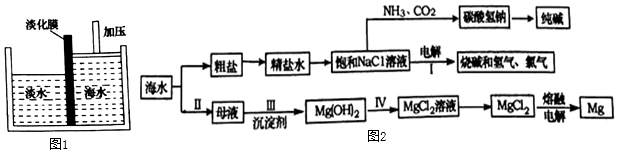 淡化膜
加压
淡水
海水
图1
NH₃、CO₂
碳酸氢钠
纯碱
海水
粗盐
精盐水
饱和NaCl溶液
电解
I
烧碱和氢气、氯气
II
母液
III
沉淀剂
Mg(OH)₂
IV
MgCl₂溶液
MgCl₂
熔融
电解
Mg
图2